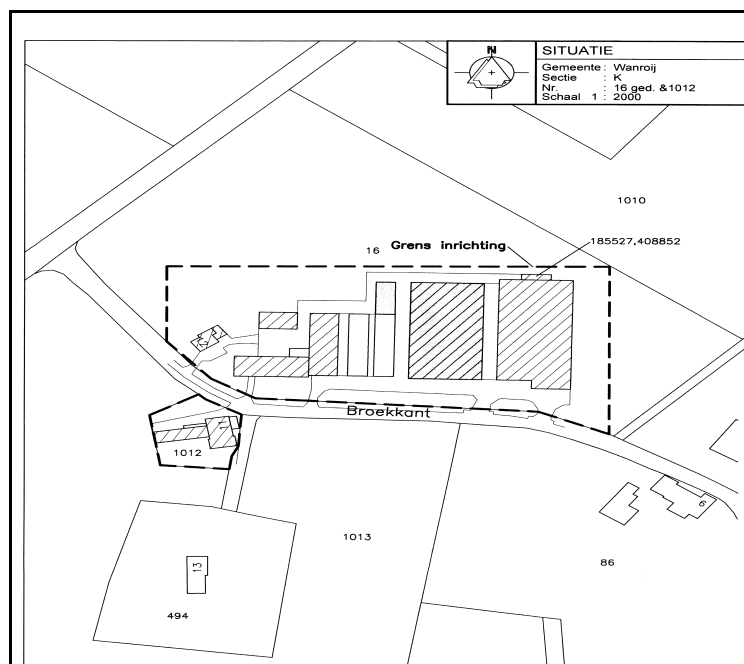 N
SITUATIE
Gemeente : Wanroij
Sectie : K
Nr. : 16 ged. &1012
Schaal 1 : 2000
1010
16 Grens inrichting
185527,408852
Broekkant
1012
1013
13
494
86
6